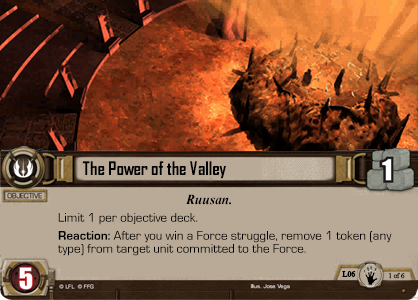 The Power of the Valley
1
OBJECTIVE
Ruusan.
Limit 1 per objective deck.
Reaction: After you win a Force struggle, remove 1 token (any
type) from target unit committed to the Force.
5
© LFL © FFG
Illus. Jose Vega
L06
1 of 6